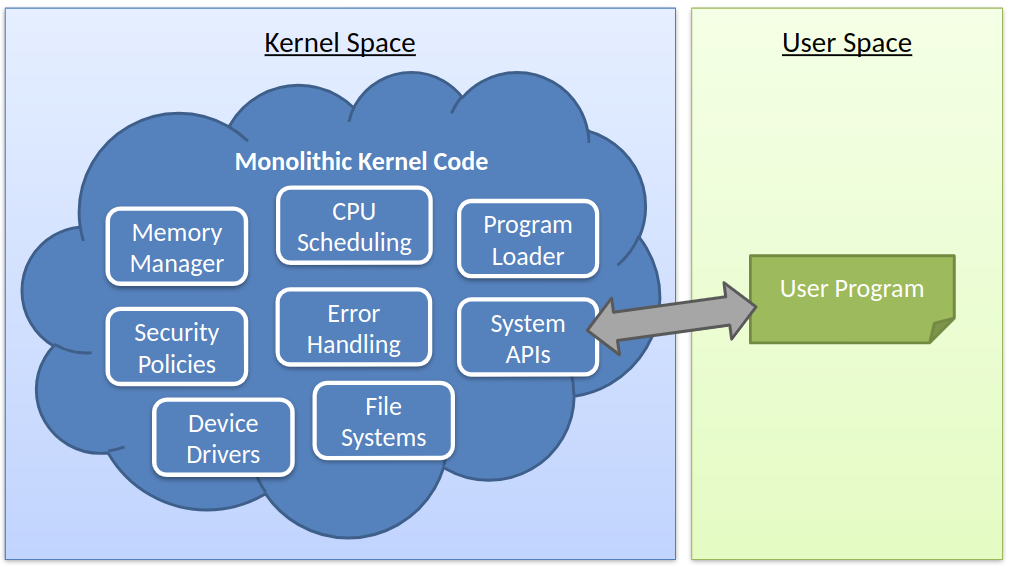 Kernel Space
User Space
Monolithic Kernel Code
Memory
Manager
CPU
Scheduling
Program
Loader
Security
Policies
Error
Handling
System
APIs
Device
Drivers
File
Systems
User Program